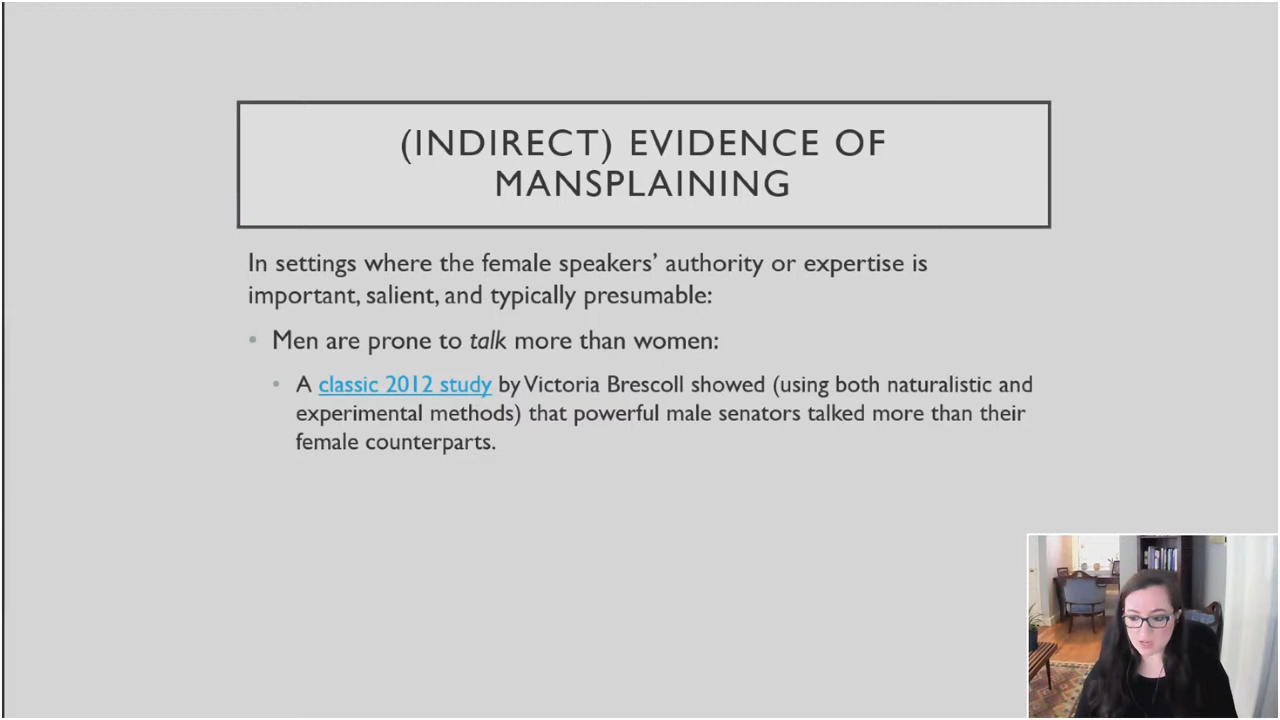 (INDIRECT) EVIDENCE OF
MANSPLAINING
In settings where the female speakers' authority or expertise is
important, salient, and typically presumable:
• Men are prone to talk more than women:
• A classic 2012 study by Victoria Brescoll showed (using both naturalistic and
experimental methods) that powerful male senators talked more than their
female counterparts.